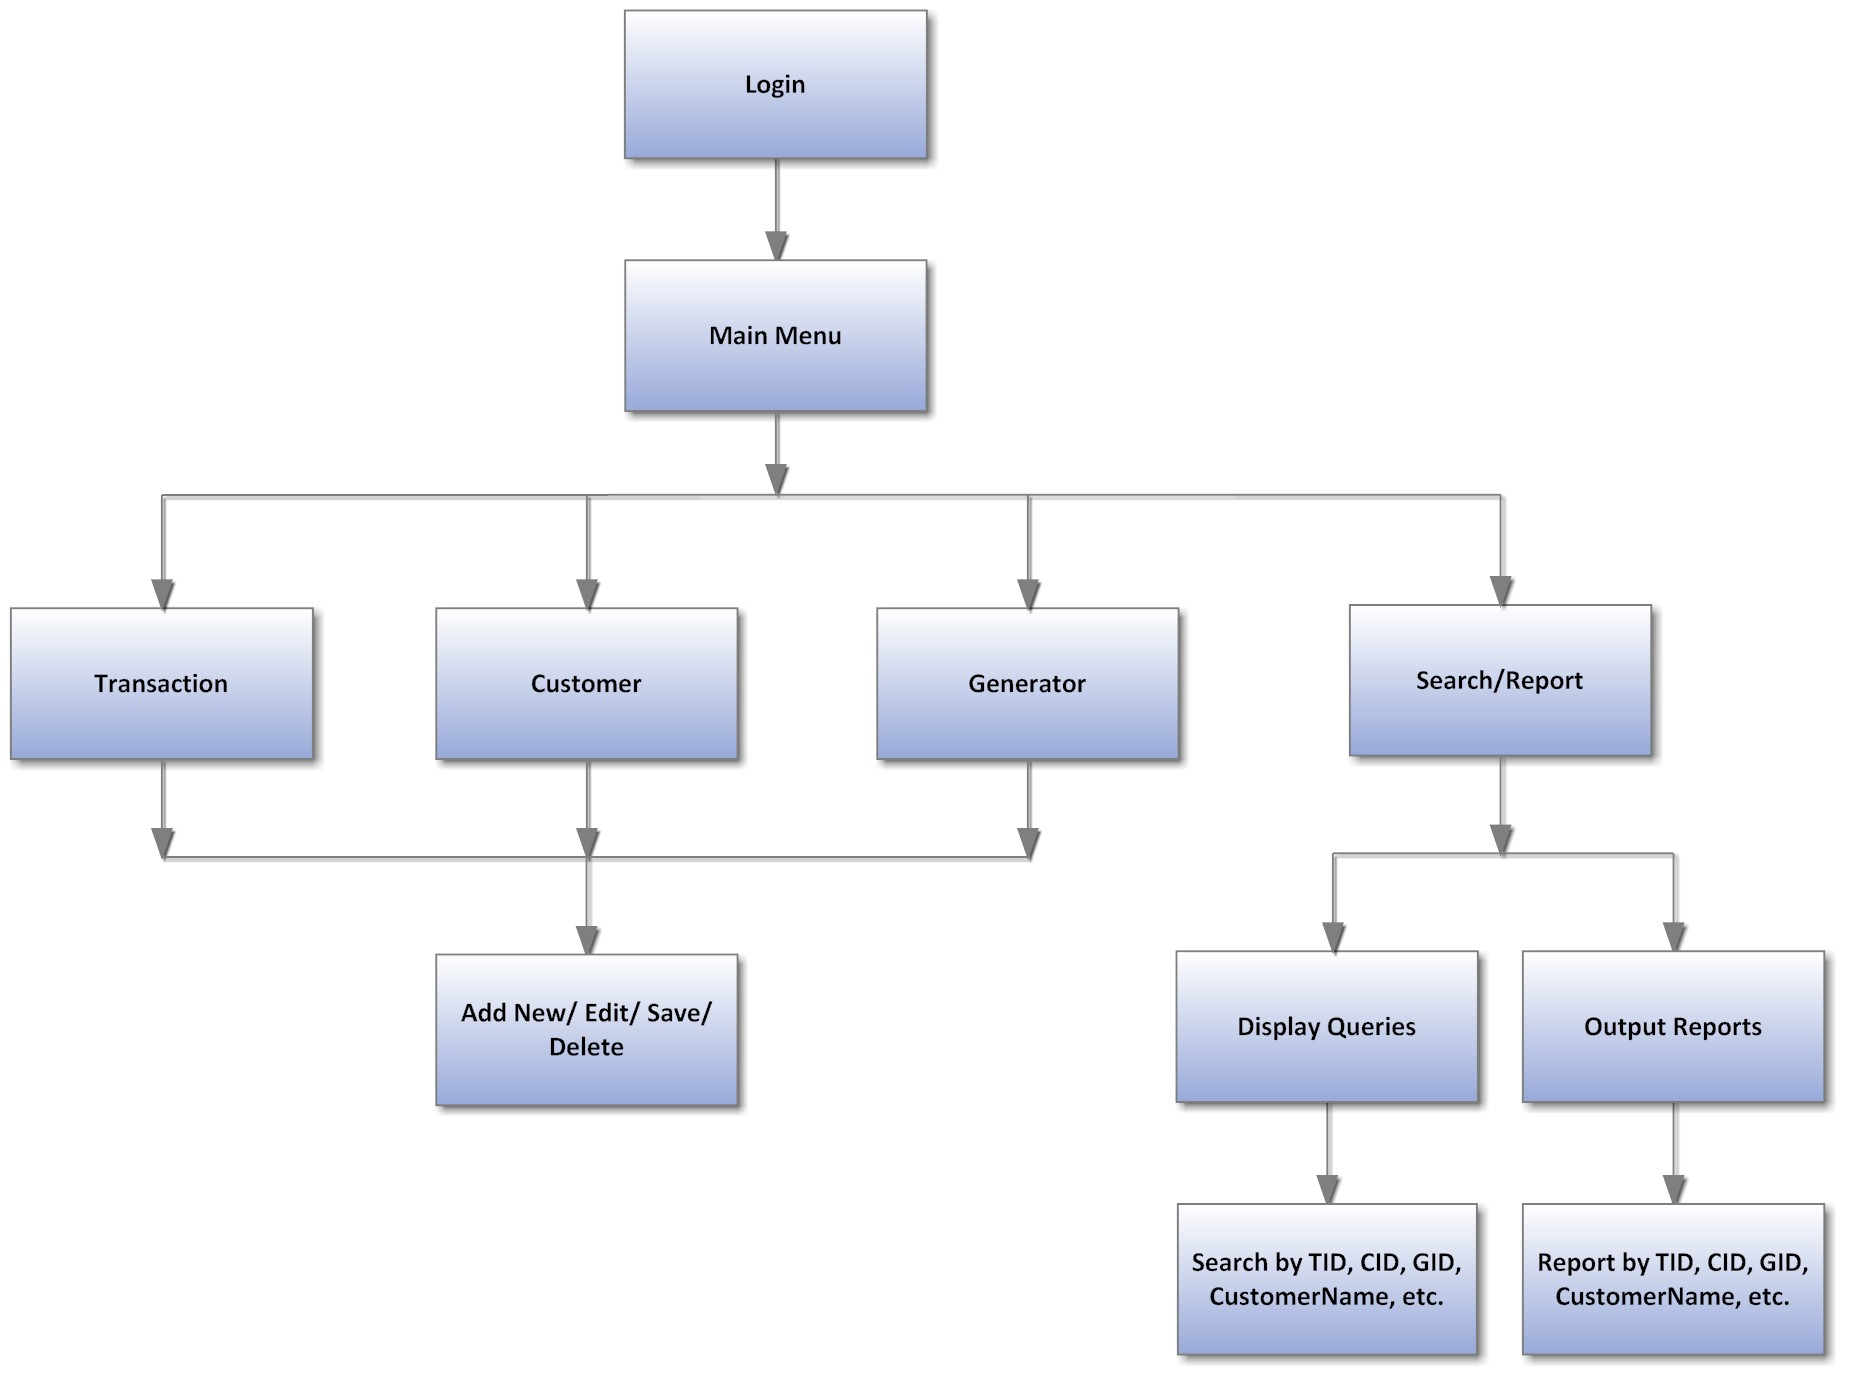 Login
Main Menu
Transaction
Customer
Generator
Search/Report
Add New/ Edit/ Save/
Delete
Display Queries
Output Reports
Search by TID, CID, GID,
CustomerName, etc.
Report by TID, CID, GID,
CustomerName, etc.